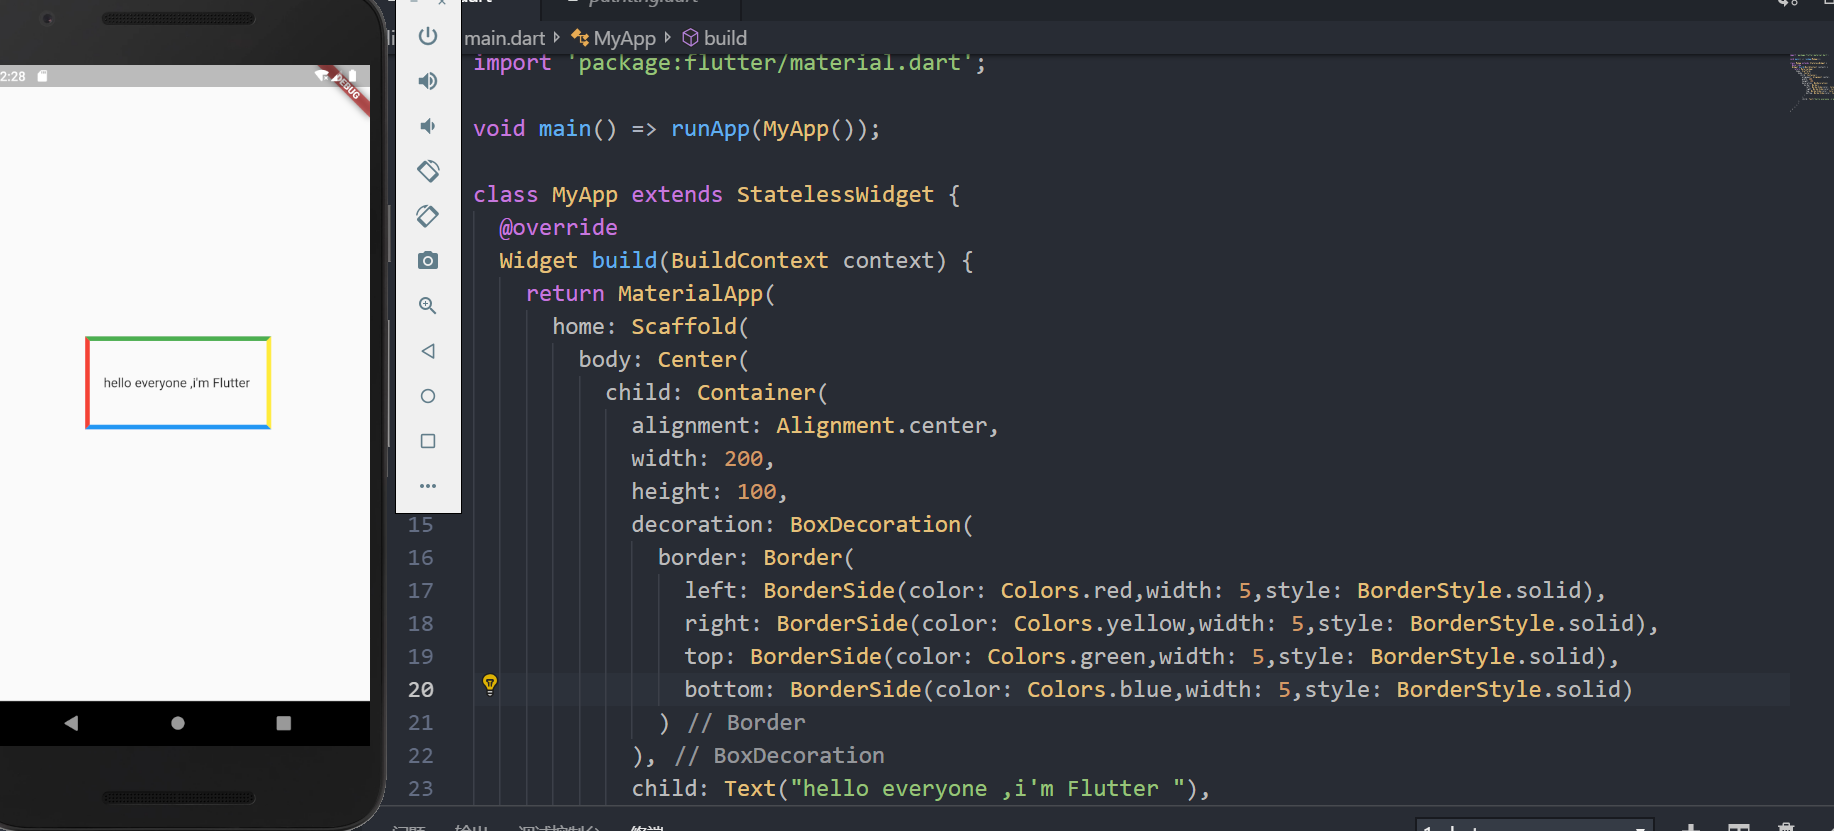 2:28
DEBUG
hello everyone ,i'm Flutter
main.dart
MyApp
build
import 'package:flutter/material.dart';
void main() => runApp(MyApp());
class MyApp extends StatelessWidget {
@override
Widget build(BuildContext context) {
return MaterialApp(
home: Scaffold(
body: Center(
child: Container(
alignment: Alignment.center,
width: 200,
height: 100,
15 decoration: BoxDecoration(
16 border: Border(
17 left: BorderSide(color: Colors.red,width: 5,style: BorderStyle.solid),
18 right: BorderSide(color: Colors.yellow,width: 5,style: BorderStyle.solid),
19 top: BorderSide(color: Colors.green,width: 5,style: BorderStyle.solid),
20 bottom: BorderSide(color: Colors.blue,width: 5,style: BorderStyle.solid)
21 ) // Border
22 ), // BoxDecoration
23 child: Text("hello everyone ,i'm Flutter "),